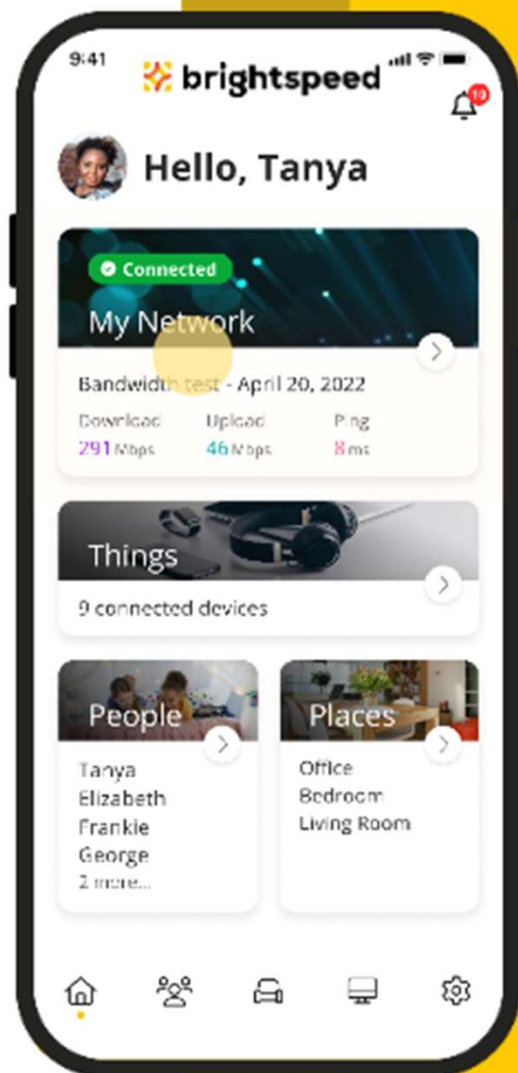 9:41
brightspeed
10
Hello, Tanya
Connected
My Network
Bandwidth test - April 20, 2022
Download Upload Ping
291 Mbps 46 Mbps 8 ms
Things
9 connected devices
People
Tanya
Elizabeth
Frankie
George
2 more...
Places
Office
Bedroom
Living Room